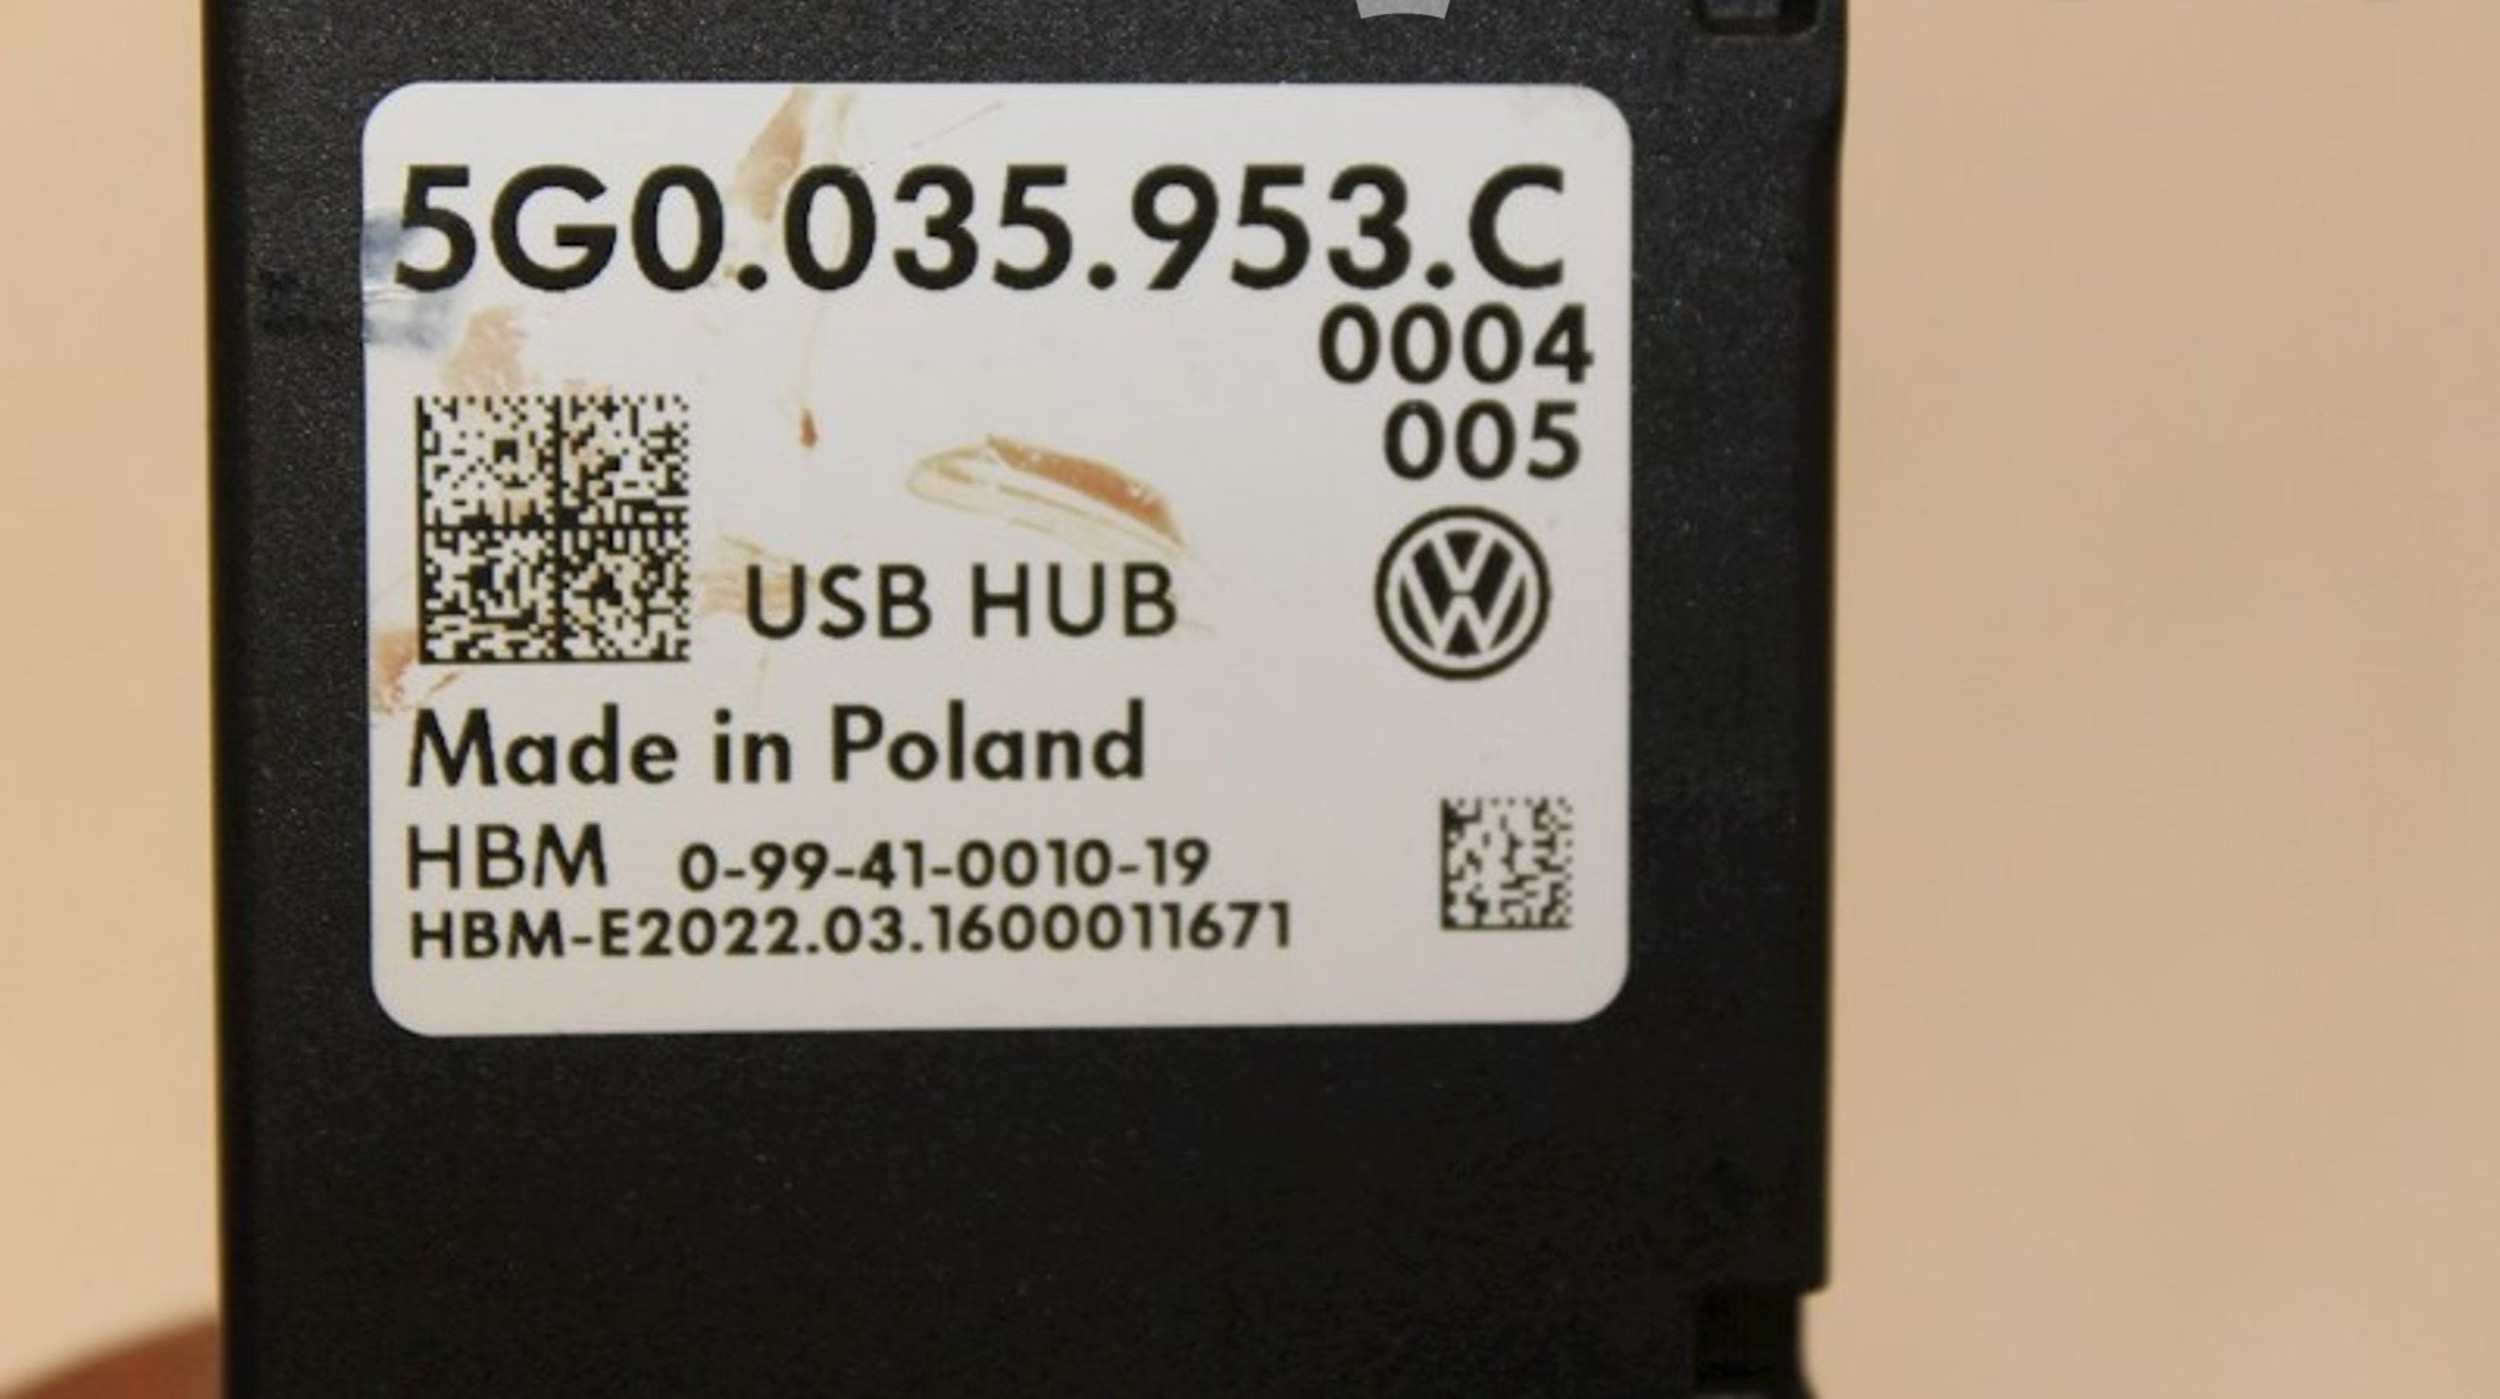 5G0.035.953.C
0004
005
USB HUB
Made in Poland
HBM 0-99-41-0010-19
HBM-E2022.03.1600011671